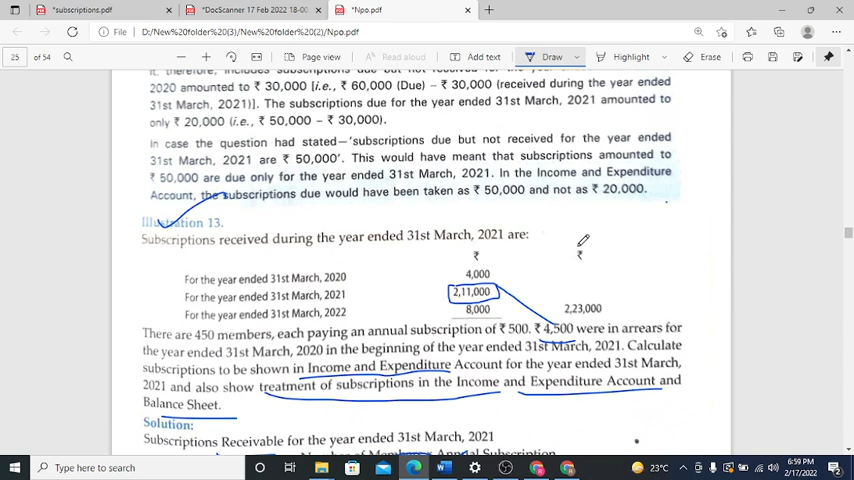 *subscriptions.pdf
*DocScanner 17 Feb 2022 18-00
*Npo.pdf
File
D:/New%20folder%20(3)/New%20folder%20(2)/Npo.pdf
25 of 54
Page view
Read aloud
Add text
Draw
Highlight
Erase
2020 amounted to ₹ 30,000 [i.e., ₹ 60,000 (Due) – ₹ 30,000 (received during the year ended
31st March, 2021)]. The subscriptions due for the year ended 31st March, 2021 amounted to
only ₹ 20,000 (i.e., ₹ 50,000 – ₹ 30,000).
In case the question had stated—'subscriptions due but not received for the year ended
31st March, 2021 are ₹ 50,000'. This would have meant that subscriptions amounted to
₹ 50,000 are due only for the year ended 31st March, 2021. In the Income and Expenditure
Account, the subscriptions due would have been taken as ₹ 50,000 and not as ₹ 20,000.
Illustration 13.
Subscriptions received during the year ended 31st March, 2021 are:
₹ ₹
For the year ended 31st March, 2020 4,000
For the year ended 31st March, 2021 2,11,000
For the year ended 31st March, 2022 8,000 2,23,000
There are 450 members, each paying an annual subscription of ₹ 500. ₹ 4,500 were in arrears for
the year ended 31st March, 2020 in the beginning of the year ended 31st March, 2021. Calculate
subscriptions to be shown in Income and Expenditure Account for the year ended 31st March,
2021 and also show treatment of subscriptions in the Income and Expenditure Account and
Balance Sheet.
Solution:
Subscriptions Receivable for the year ended 31st March, 2021
Type here to search
23°C
6:59 PM
2/17/2022